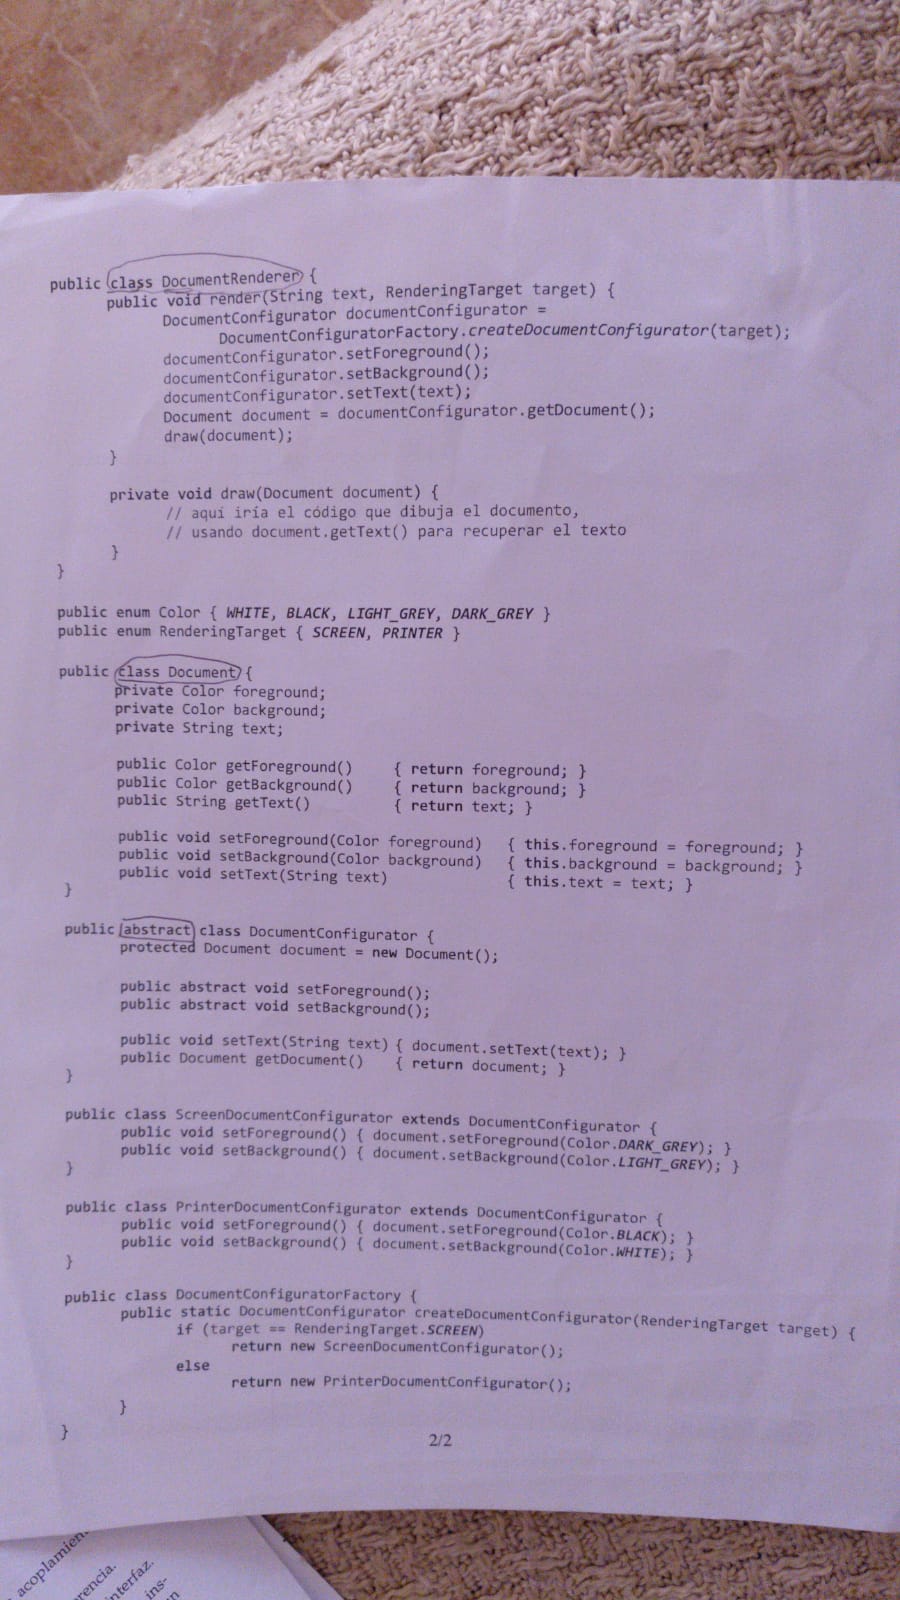 public class DocumentRenderer {
public void render(String text, RenderingTarget target) {
DocumentConfigurator documentConfigurator =
DocumentConfiguratorFactory.createDocumentConfigurator(target);
documentConfigurator.setForeground();
documentConfigurator.setBackground();
documentConfigurator.setText(text);
Document document = documentConfigurator.getDocument();
draw(document);
}
private void draw(Document document) {
// aquí iría el código que dibuja el documento,
// usando document.getText() para recuperar el texto
}
}
public enum Color { WHITE, BLACK, LIGHT_GREY, DARK_GREY }
public enum RenderingTarget { SCREEN, PRINTER }
public class Document {
private Color foreground;
private Color background;
private String text;
public Color getForeground() { return foreground; }
public Color getBackground() { return background; }
public String getText() { return text; }
public void setForeground(Color foreground) { this.foreground = foreground; }
public void setBackground(Color background) { this.background = background; }
public void setText(String text) { this.text = text; }
}
public abstract class DocumentConfigurator {
protected Document document = new Document();
public abstract void setForeground();
public abstract void setBackground();
public void setText(String text) { document.setText(text); }
public Document getDocument() { return document; }
}
public class ScreenDocumentConfigurator extends DocumentConfigurator {
public void setForeground() { document.setForeground(Color.DARK_GREY); }
public void setBackground() { document.setBackground(Color.LIGHT_GREY); }
}
public class PrinterDocumentConfigurator extends DocumentConfigurator {
public void setForeground() { document.setForeground(Color.BLACK); }
public void setBackground() { document.setBackground(Color.WHITE); }
}
public class DocumentConfiguratorFactory {
public static DocumentConfigurator createDocumentConfigurator(RenderingTarget target) {
if (target == RenderingTarget.SCREEN)
return new ScreenDocumentConfigurator();
else
return new PrinterDocumentConfigurator();
}
}
2/2
acoplamien
rencia.
nterfaz.
ins-